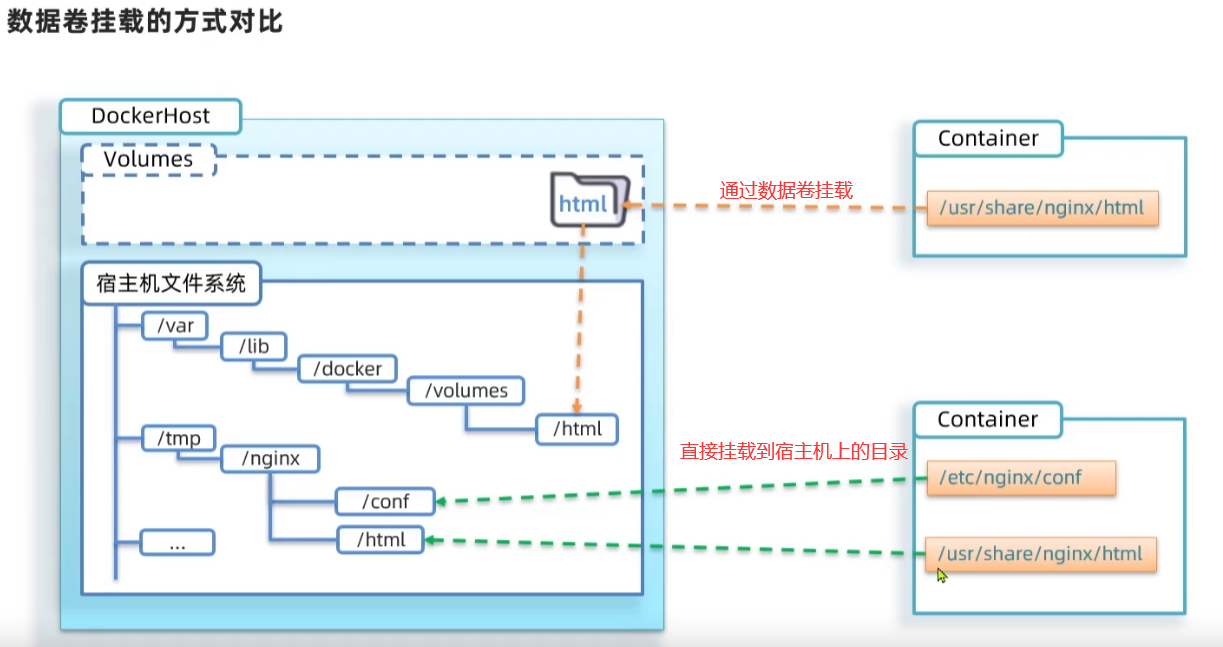 数据卷挂载的方式对比
DockerHost
Volumes
html
通过数据卷挂载
Container
/usr/share/nginx/html
宿主机文件系统
/var
/lib
/docker
/volumes
/html
/tmp
/nginx
/conf
/html
...
直接挂载到宿主机上的目录
Container
/etc/nginx/conf
/usr/share/nginx/html